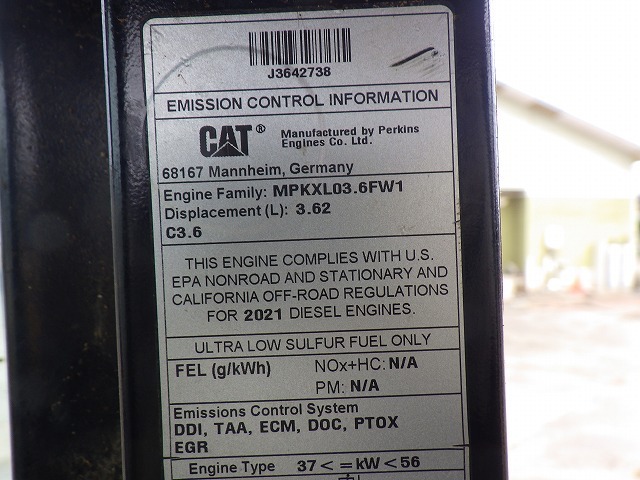 J3642738
EMISSION CONTROL INFORMATION
CAT® Manufactured by Perkins
Engines Co. Ltd.
68167 Mannheim, Germany
Engine Family: MPKXL03.6FW1
Displacement (L): 3.62
C3.6
THIS ENGINE COMPLIES WITH U.S.
EPA NONROAD AND STATIONARY AND
CALIFORNIA OFF-ROAD REGULATIONS
FOR 2021 DIESEL ENGINES.
ULTRA LOW SULFUR FUEL ONLY
FEL (g/kWh) NOx+HC: N/A
PM: N/A
Emissions Control System
DDI, TAA, ECM, DOC, PTOX
EGR
Engine Type 37 < = kW < 56